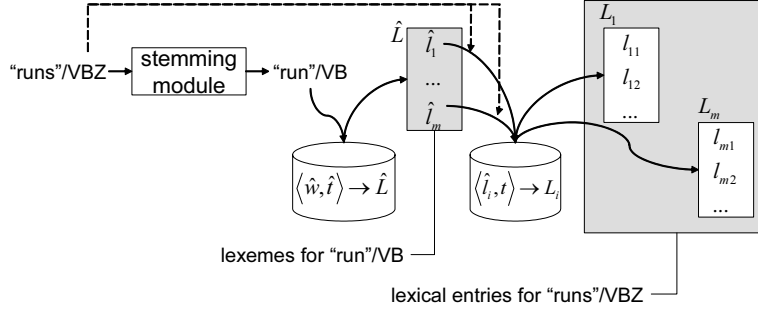 “runs”/VBZ
stemming
module
“run”/VB
L̂
l̂₁
...
l̂ₘ
⟨ŵ, t̂⟩ → L̂
⟨l̂ᵢ, t⟩ → Lᵢ
L₁
l₁₁
l₁₂
...
Lₘ
lₘ₁
lₘ₂
...
lexemes for “run”/VB
lexical entries for “runs”/VBZ